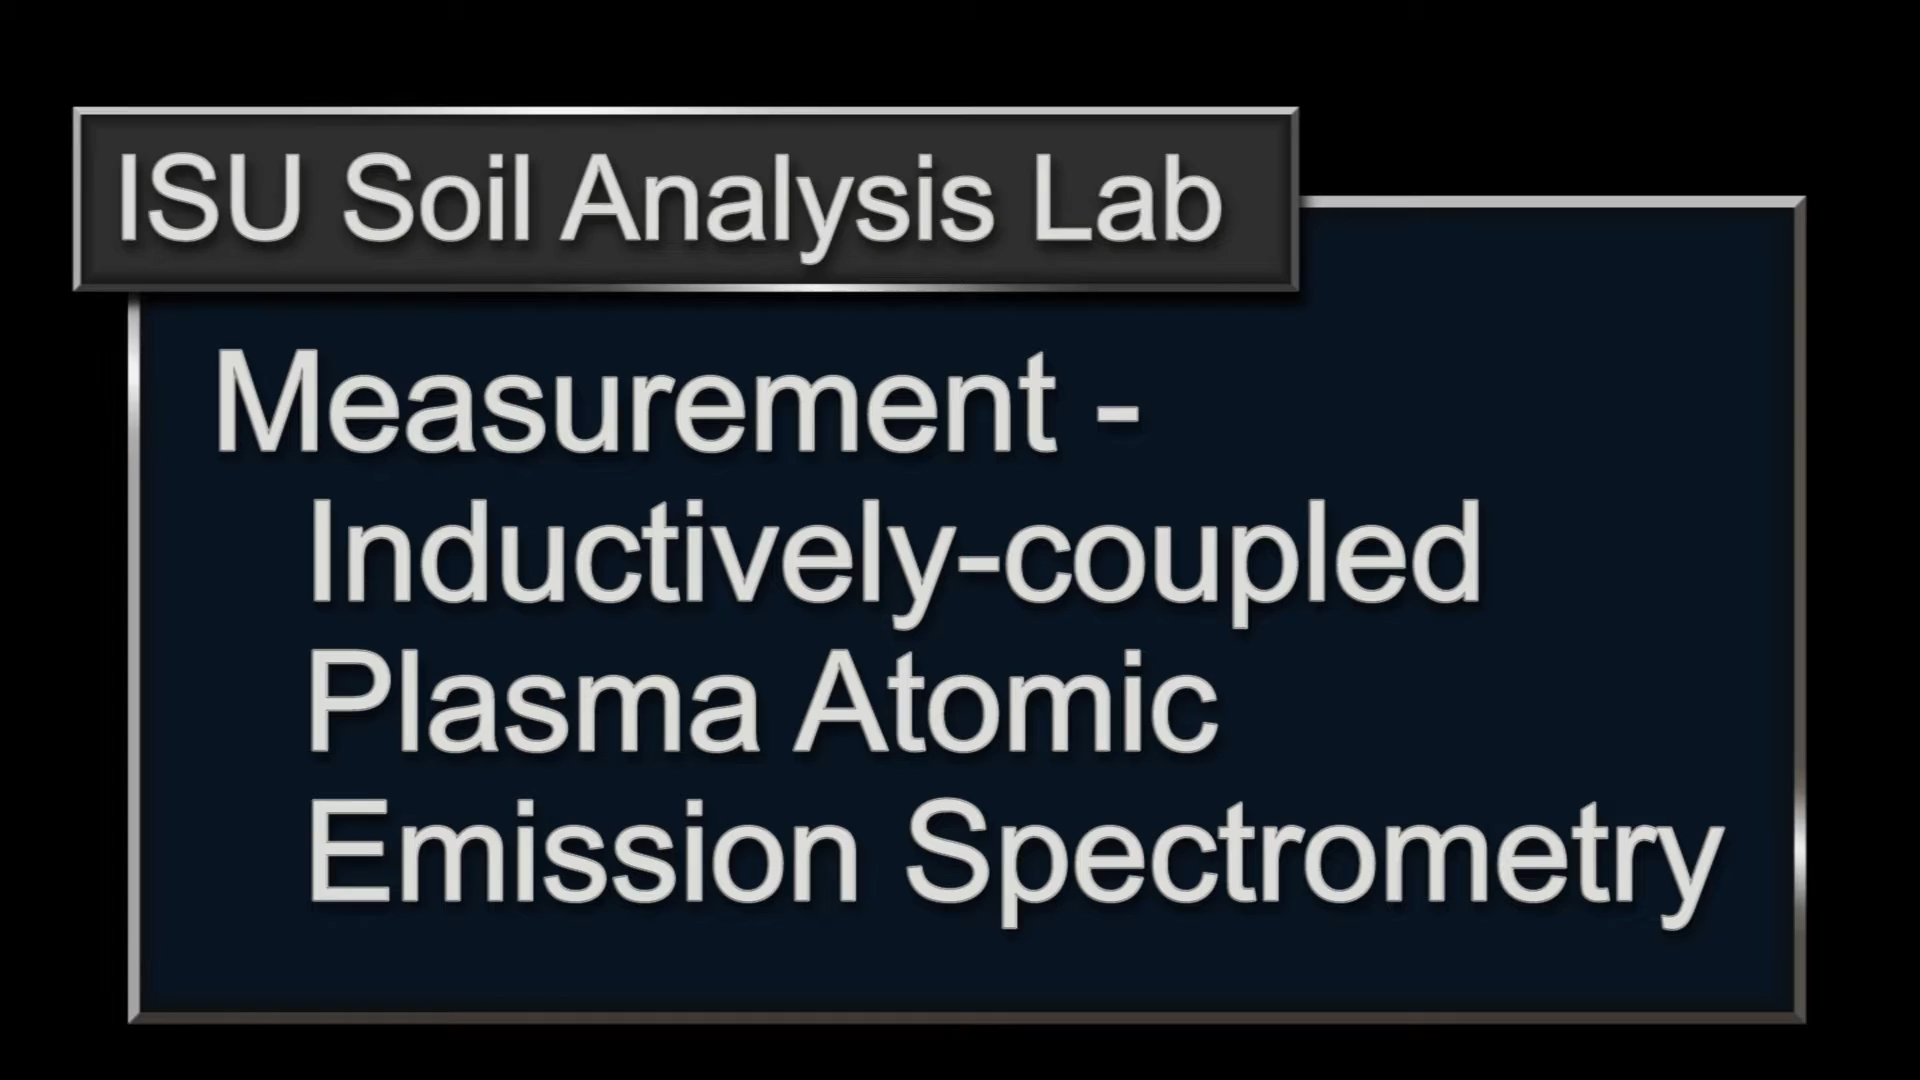 ISU Soil Analysis Lab
Measurement -
Inductively-coupled
Plasma Atomic
Emission Spectrometry